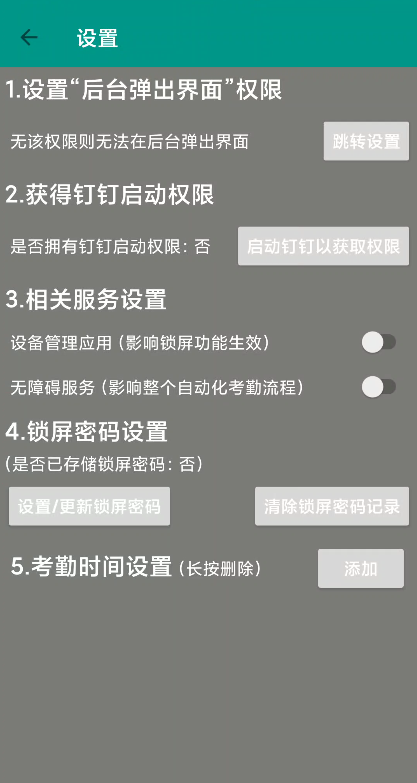 设置
1.设置“后台弹出界面”权限
无该权限则无法在后台弹出界面 跳转设置
2.获得钉钉启动权限
是否拥有钉钉启动权限: 否 启动钉钉以获取权限
3.相关服务设置
设备管理应用 (影响锁屏功能生效)
无障碍服务 (影响整个自动化考勤流程)
4.锁屏密码设置
(是否已存储锁屏密码: 否)
设置/更新锁屏密码 清除锁屏密码记录
5.考勤时间设置 (长按删除) 添加